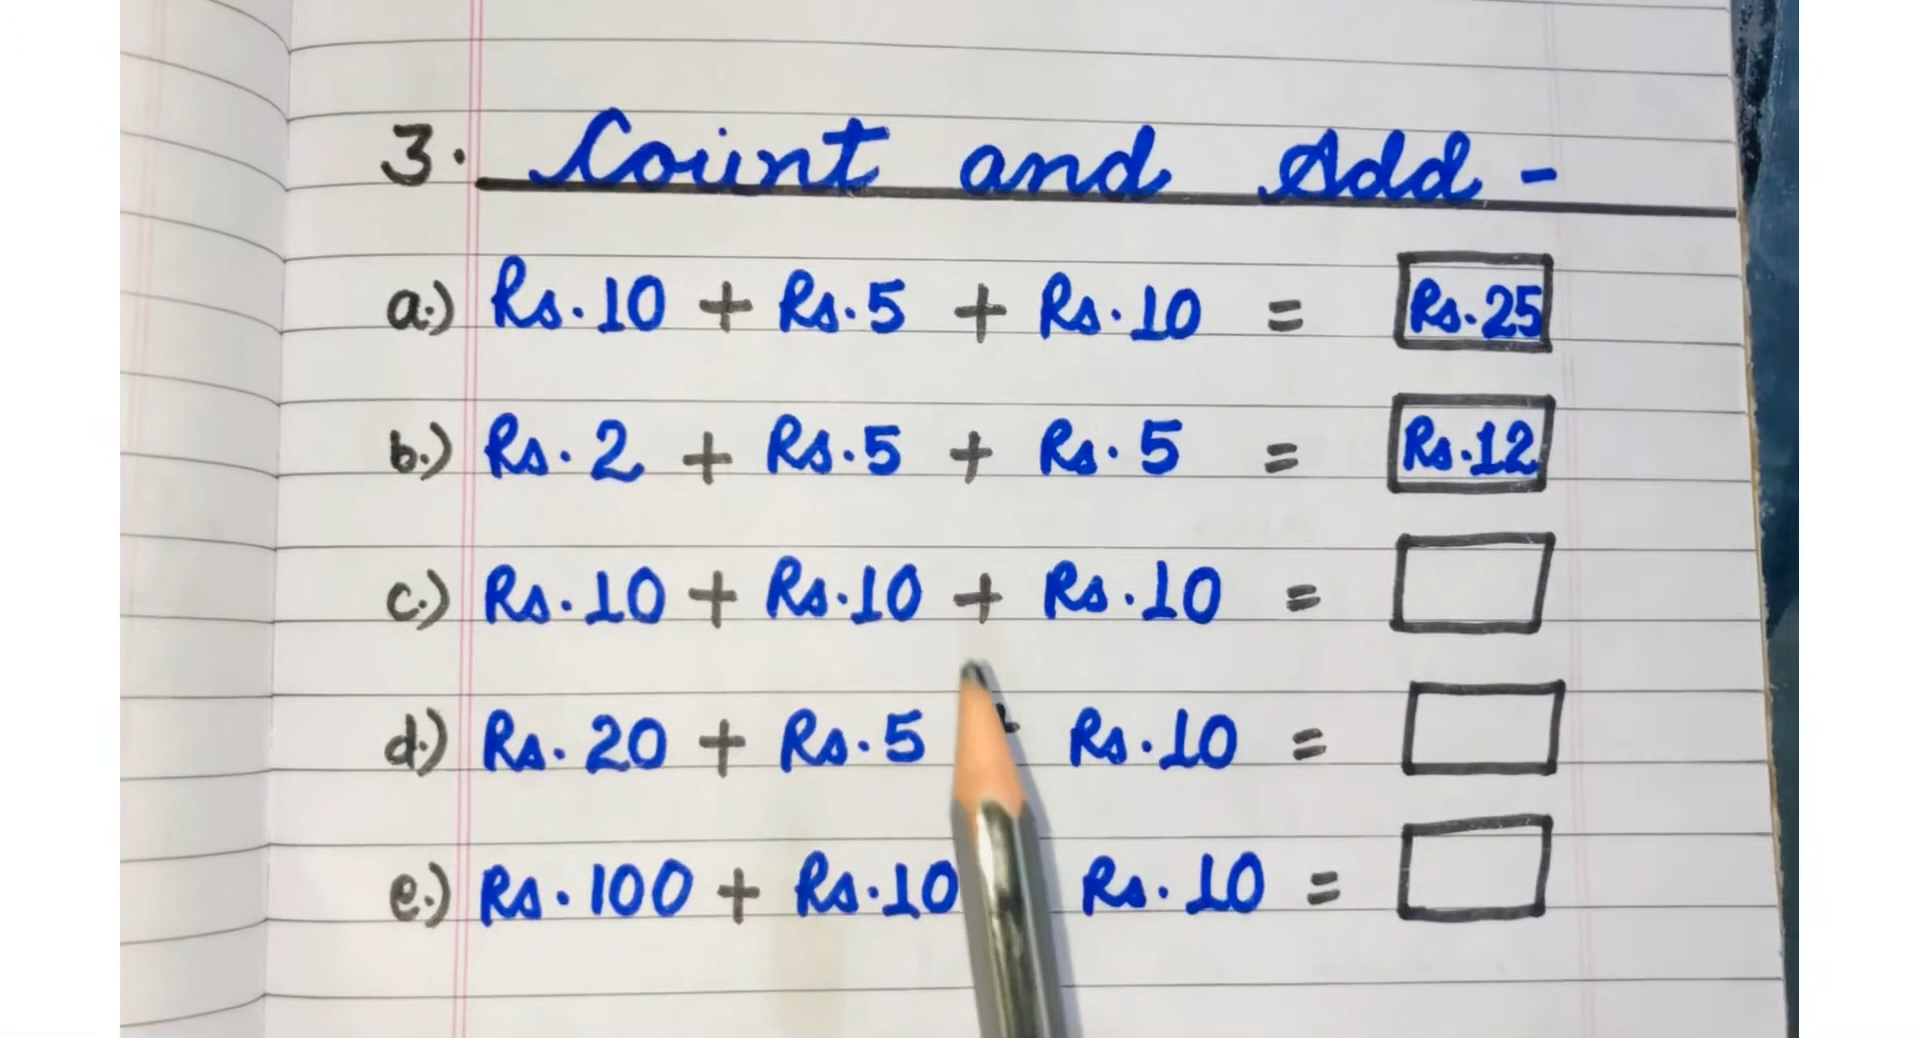 3. Count and Add -
a.) Rs. 10 + Rs. 5 + Rs. 10 = Rs. 25
b.) Rs. 2 + Rs. 5 + Rs. 5 = Rs. 12
c.) Rs. 10 + Rs. 10 + Rs. 10 =
d.) Rs. 20 + Rs. 5 Rs. 10 =
e.) Rs. 100 + Rs. 10 Rs. 10 =